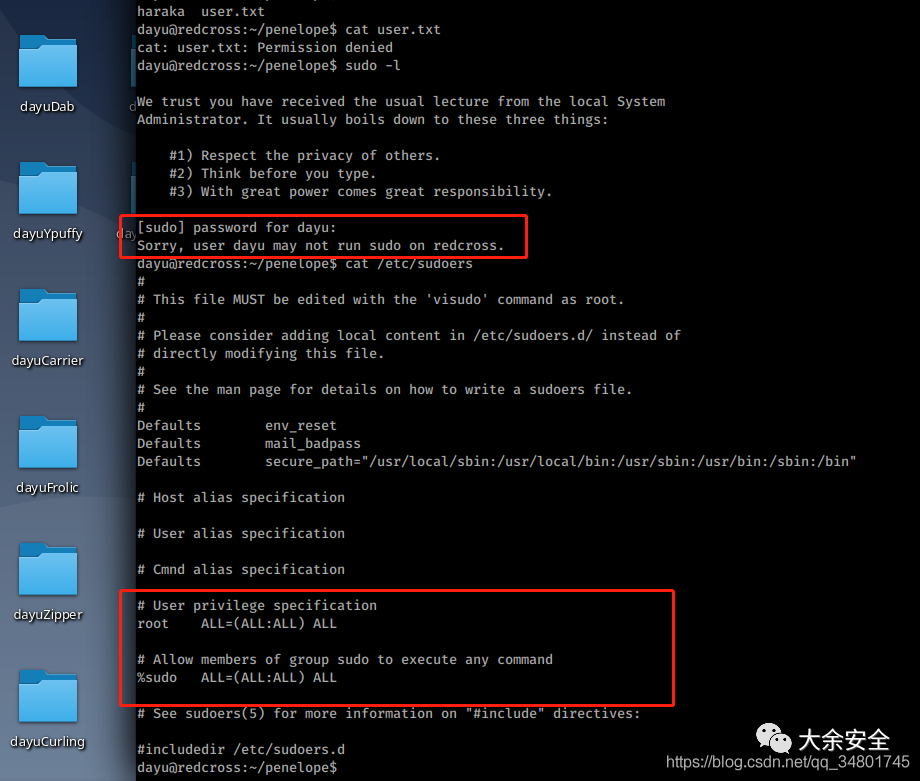 haraka  user.txt
dayu@redcross:~/penelope$ cat user.txt
cat: user.txt: Permission denied
dayu@redcross:~/penelope$ sudo -l
We trust you have received the usual lecture from the local System
Administrator. It usually boils down to these three things:
#1) Respect the privacy of others.
#2) Think before you type.
#3) With great power comes great responsibility.
[sudo] password for dayu:
Sorry, user dayu may not run sudo on redcross.
dayu@redcross:~/penelope$ cat /etc/sudoers
#
# This file MUST be edited with the 'visudo' command as root.
#
# Please consider adding local content in /etc/sudoers.d/ instead of
# directly modifying this file.
#
# See the man page for details on how to write a sudoers file.
#
Defaults        env_reset
Defaults        mail_badpass
Defaults        secure_path="/usr/local/sbin:/usr/local/bin:/usr/sbin:/usr/bin:/sbin:/bin"
# Host alias specification
# User alias specification
# Cmnd alias specification
# User privilege specification
root    ALL=(ALL:ALL) ALL
# Allow members of group sudo to execute any command
%sudo   ALL=(ALL:ALL) ALL
# See sudoers(5) for more information on "#include" directives:
#includedir /etc/sudoers.d
dayu@redcross:~/penelope$
dayuDab
dayuYpuffy
dayuCarrier
dayuFrolic
dayuZipper
dayuCurling
大余安全
https://blog.csdn.net/qq_34801745